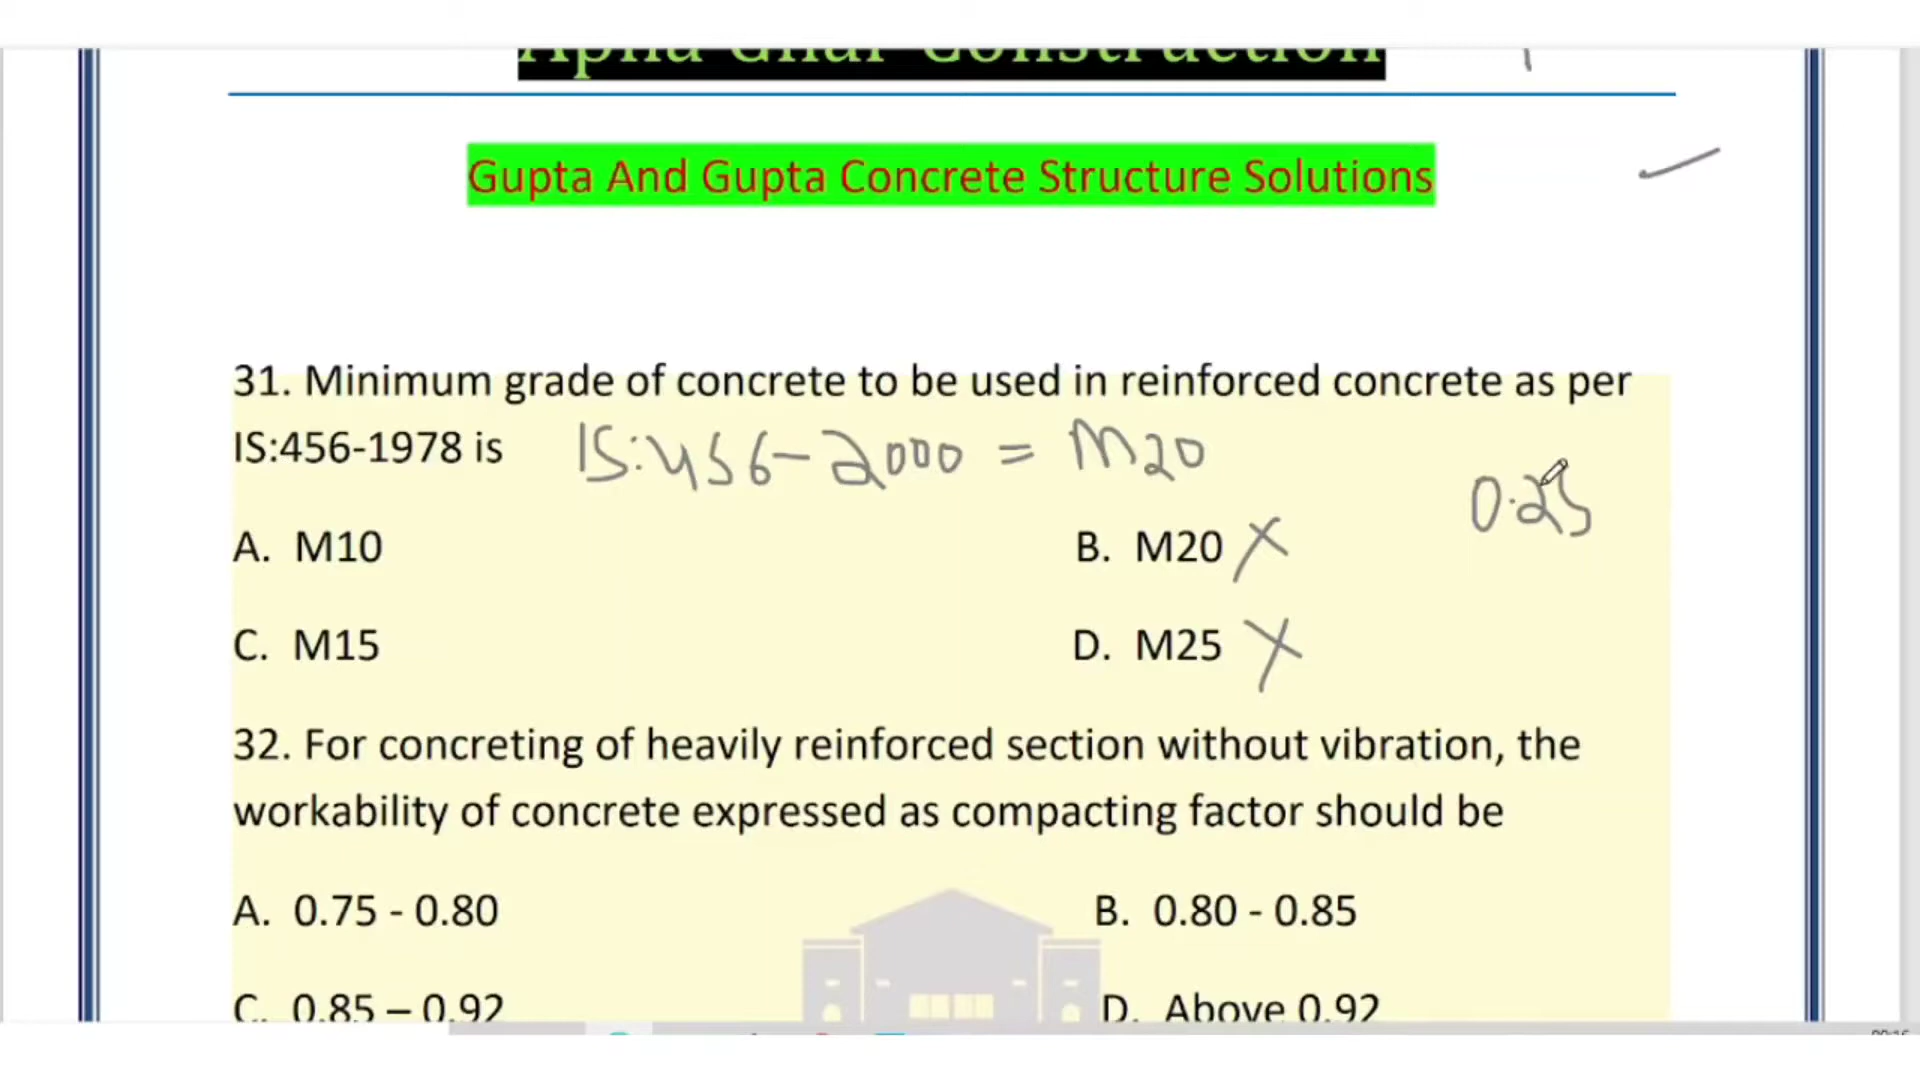 Apna Ghar Construction
Gupta And Gupta Concrete Structure Solutions
31. Minimum grade of concrete to be used in reinforced concrete as per
IS:456-1978 is IS:456-2000 = M20
0.25
A. M10 B. M20 X
C. M15 D. M25 X
32. For concreting of heavily reinforced section without vibration, the
workability of concrete expressed as compacting factor should be
A. 0.75 - 0.80 B. 0.80 - 0.85
C. 0.85 – 0.92 D. Above 0.92